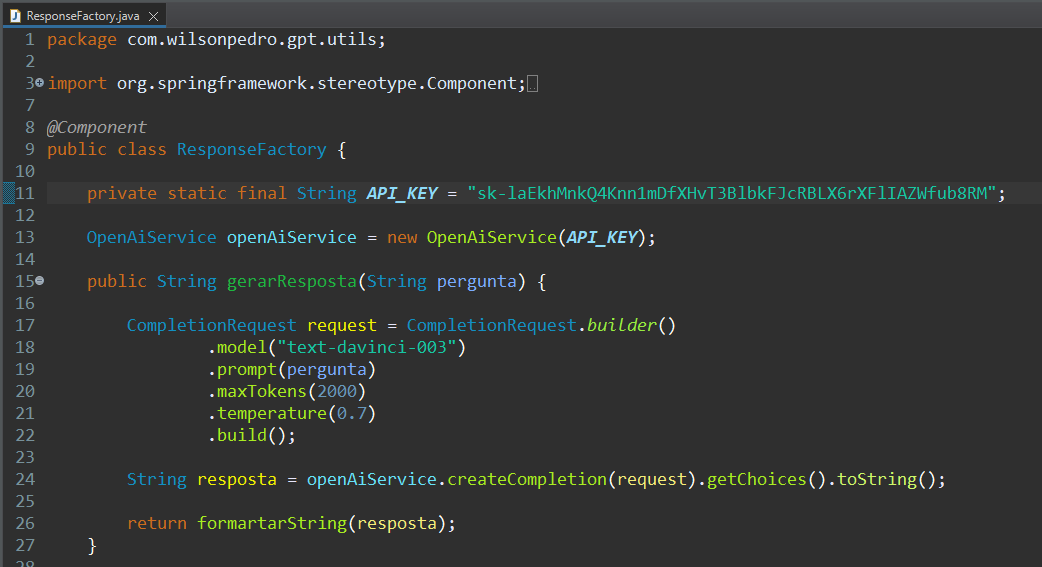 ResponseFactory.java
1 package com.wilsonpedro.gpt.utils;
2
3 import org.springframework.stereotype.Component;
7
8 @Component
9 public class ResponseFactory {
10
11 private static final String API_KEY = "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";
12
13 OpenAiService openAiService = new OpenAiService(API_KEY);
14
15 public String gerarResposta(String pergunta) {
16
17 CompletionRequest request = CompletionRequest.builder()
18 .model("text-davinci-003")
19 .prompt(pergunta)
20 .maxTokens(2000)
21 .temperature(0.7)
22 .build();
23
24 String resposta = openAiService.createCompletion(request).getChoices().toString();
25
26 return formartarString(resposta);
27 }
28